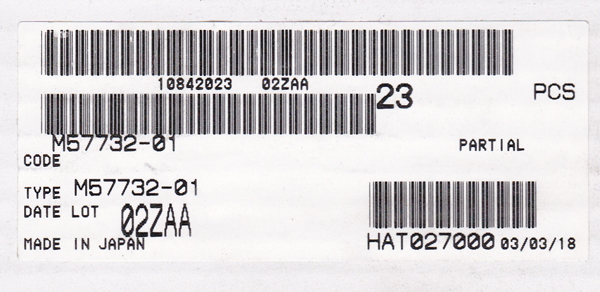 10842023 02ZAA
23 PCS
M57732-01
CODE PARTIAL
TYPE M57732-01
DATE LOT 02ZAA
MADE IN JAPAN HAT027000 03/03/18